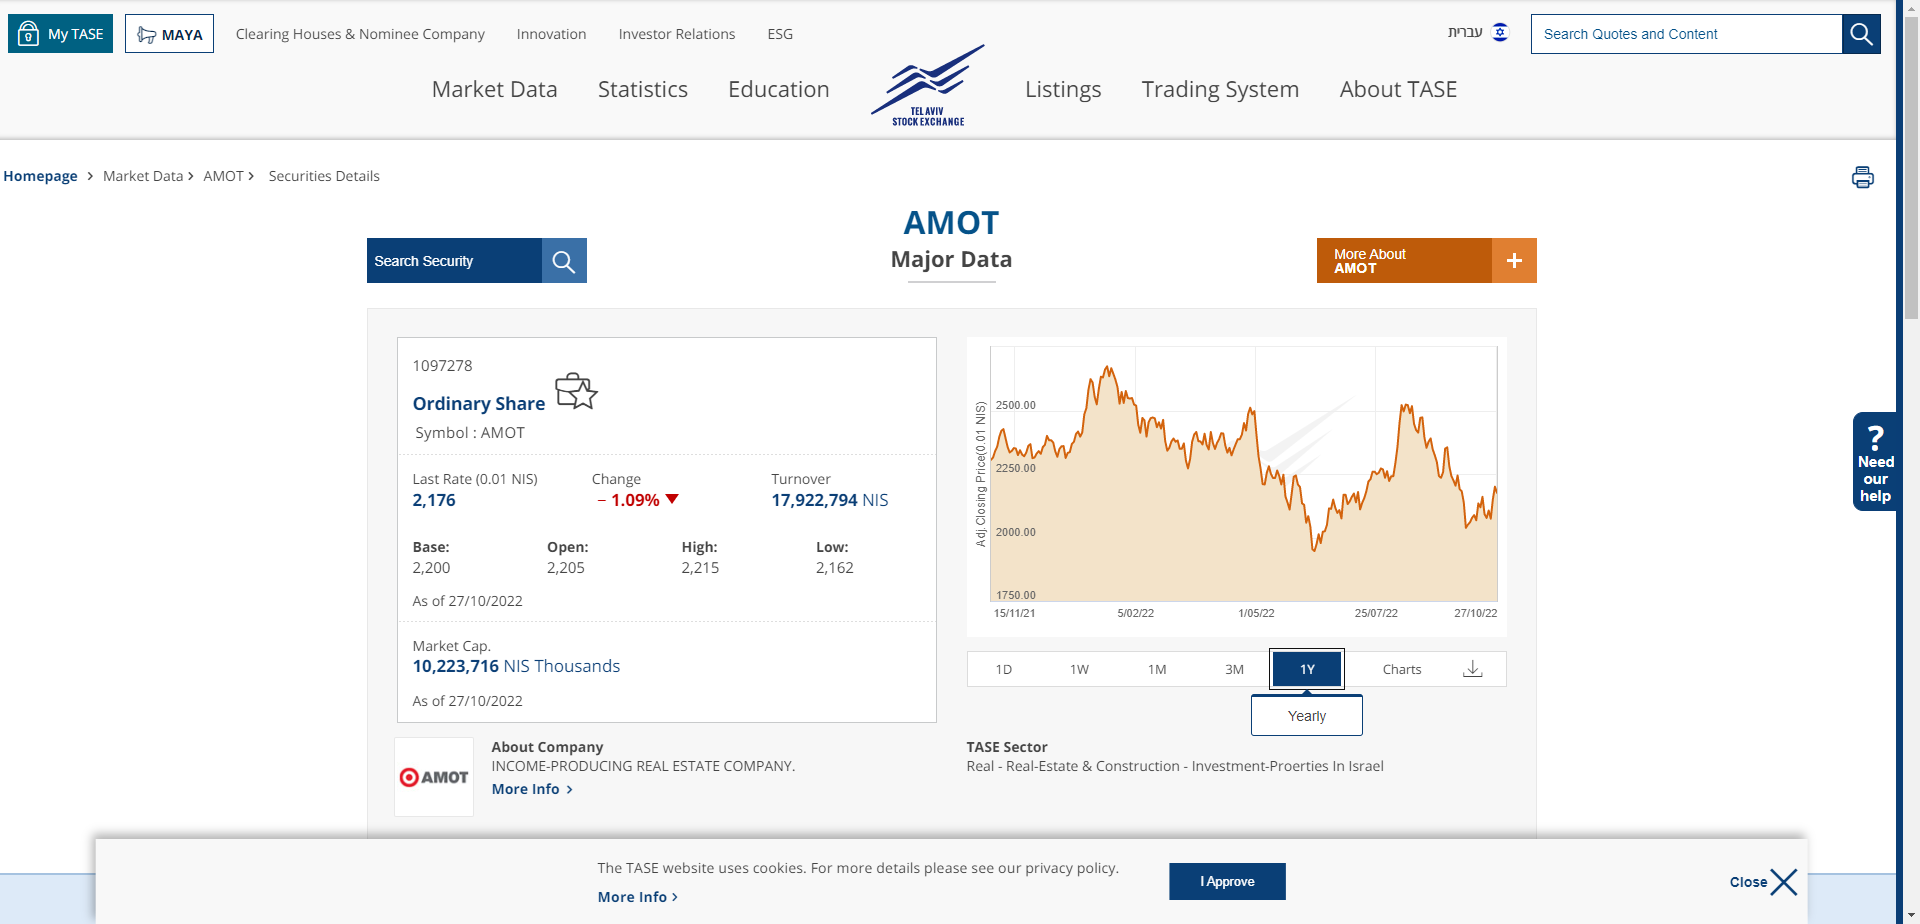 My TASE
MAYA
Clearing Houses & Nominee Company
Innovation
Investor Relations
ESG
עברית
Search Quotes and Content
Market Data
Statistics
Education
TEL AVIV
STOCK EXCHANGE
Listings
Trading System
About TASE
Homepage > Market Data > AMOT > Securities Details
AMOT
Major Data
Search Security
More About
AMOT
+
1097278
Ordinary Share
Symbol : AMOT
Last Rate (0.01 NIS)
Change
Turnover
2,176
− 1.09%
17,922,794 NIS
Base:
Open:
High:
Low:
2,200
2,205
2,215
2,162
As of 27/10/2022
Market Cap.
10,223,716 NIS Thousands
As of 27/10/2022
Adj. Closing Price(0.01 NIS)
2500.00
2250.00
2000.00
1750.00
15/11/21
5/02/22
1/05/22
25/07/22
27/10/22
1D
1W
1M
3M
1Y
Charts
Yearly
?
Need
our
help
AMOT
About Company
INCOME-PRODUCING REAL ESTATE COMPANY.
More Info >
TASE Sector
Real - Real-Estate & Construction - Investment-Proerties In Israel
The TASE website uses cookies. For more details please see our privacy policy.
More Info >
I Approve
Close